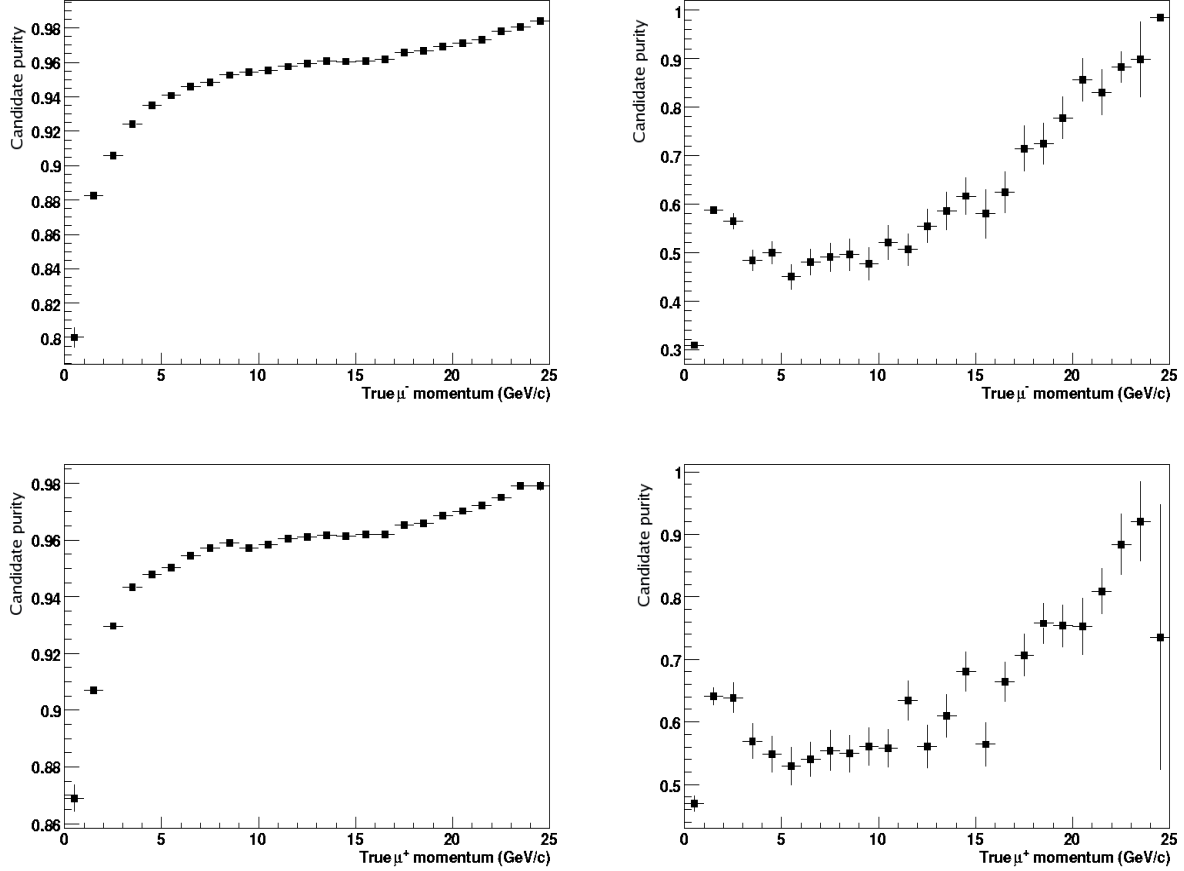 Candidate purity
0.98
0.96
0.94
0.92
0.9
0.88
0.86
0.84
0.82
0.8
0 5 10 15 20 25
True μ- momentum (GeV/c)
Candidate purity
1
0.9
0.8
0.7
0.6
0.5
0.4
0.3
0 5 10 15 20 25
True μ- momentum (GeV/c)
Candidate purity
0.98
0.96
0.94
0.92
0.9
0.88
0.86
0 5 10 15 20 25
True μ+ momentum (GeV/c)
Candidate purity
1
0.9
0.8
0.7
0.6
0.5
0 5 10 15 20 25
True μ+ momentum (GeV/c)